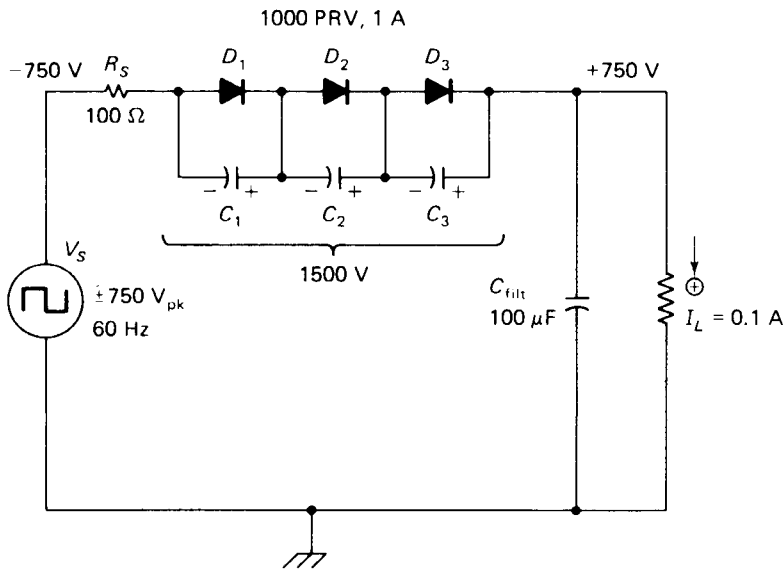 1000 PRV, 1 A
−750 V
R_S
D_1
D_2
D_3
+750 V
100 Ω
− + − + − +
C_1
C_2
C_3
1500 V
V_S
±750 V_pk
60 Hz
C_filt
100 μF
+
I_L = 0.1 A